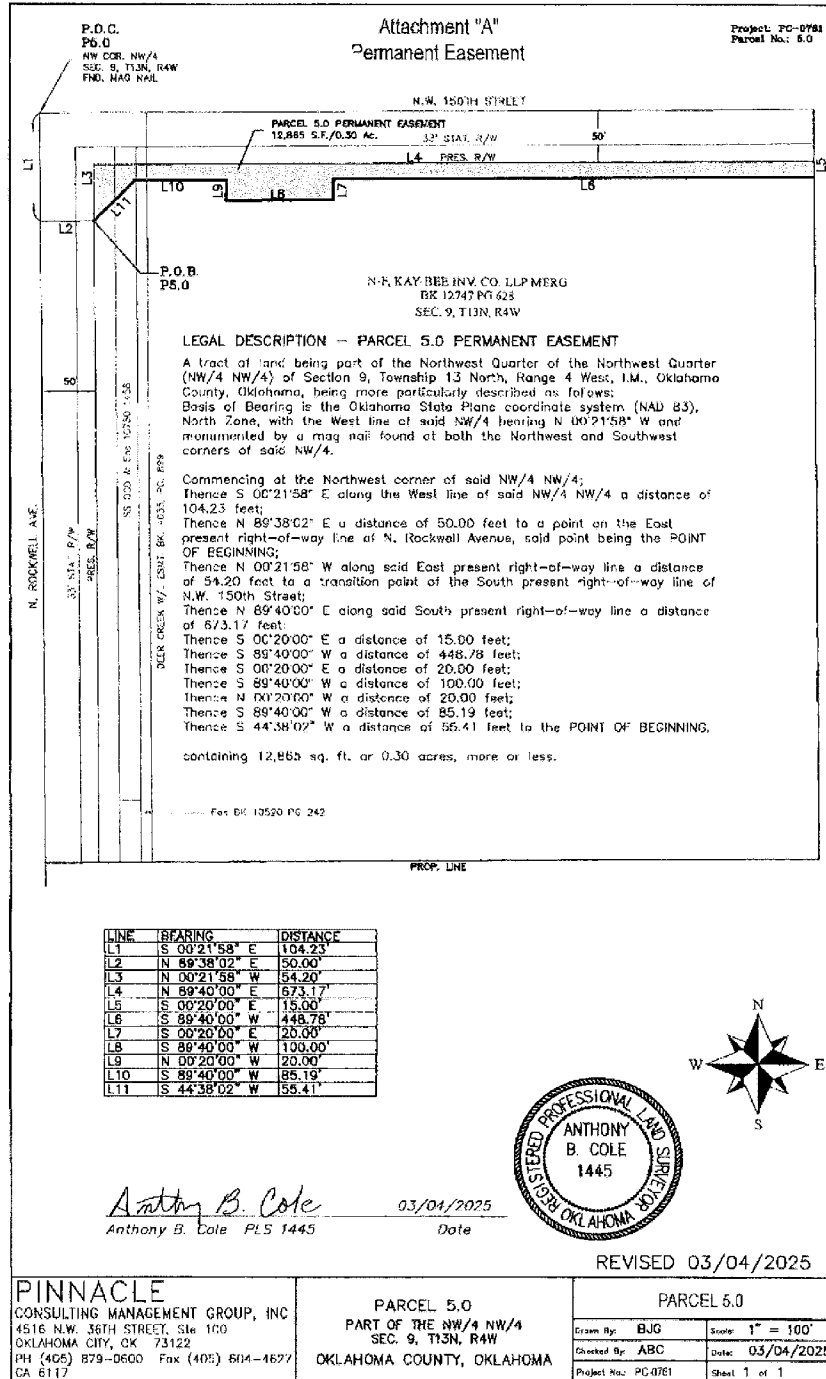 Attachment "A"
Permanent Easement
Project: PC-0761
Parcel No.: 5.0
P.O.C.
P5.0
NW COR. NW/4
SEC. 9, T13N, R4W
FND. MAG NAIL
N.W. 150TH STREET
PARCEL 5.0 PERMANENT EASEMENT
12,865 S.F./0.30 Ac.
33' STAT. R/W
50'
L4 PRES. R/W
L1
L3
L5
L10
L9
L8
L7
L6
L11
L2
P.O.B.
P5.0
N-F, KAY-BEE INV. CO. LLP MERG
BK 12747 PG 628
SEC. 9, T13N, R4W
50'
N. ROCKWELL AVE.
33' STAT. R/W
PRES. R/W
DEER CREEK W/L ESMT. BK. PG. 899
LEGAL DESCRIPTION – PARCEL 5.0 PERMANENT EASEMENT
A tract of land being part of the Northwest Quarter of the Northwest Quarter
(NW/4 NW/4) of Section 9, Township 13 North, Range 4 West, I.M., Oklahoma
County, Oklahoma, being more particularly described as follows:
Basis of Bearing is the Oklahoma State Plane coordinate system (NAD 83),
North Zone, with the West line of said NW/4 bearing N 00°21'58" W and
monumented by a mag nail found at both the Northwest and Southwest
corners of said NW/4.
Commencing at the Northwest corner of said NW/4 NW/4;
Thence S 00°21'58" E along the West line of said NW/4 NW/4 a distance of
104.23 feet;
Thence N 89°38'02" E a distance of 50.00 feet to a point on the East
present right-of-way line of N. Rockwell Avenue, said point being the POINT
OF BEGINNING;
Thence N 00°21'58" W along said East present right-of-way line a distance
of 54.20 feet to a transition point of the South present right-of-way line of
N.W. 150th Street;
Thence N 89°40'00" E along said South present right-of-way line a distance
of 673.17 feet;
Thence S 00°20'00" E a distance of 15.00 feet;
Thence S 89°40'00" W a distance of 448.78 feet;
Thence S 00°20'00" E a distance of 20.00 feet;
Thence S 89°40'00" W a distance of 100.00 feet;
Thence N 00°20'00" W a distance of 20.00 feet;
Thence S 89°40'00" W a distance of 85.19 feet;
Thence S 44°38'02" W a distance of 55.41 feet to the POINT OF BEGINNING,
containing 12,865 sq. ft. or 0.30 acres, more or less.
BK 10520 PG 242
PROP. LINE
LINE BEARING DISTANCE
L1 S 00°21'58" E 104.23'
L2 N 89°38'02" E 50.00'
L3 N 00°21'58" W 54.20'
L4 N 89°40'00" E 673.17'
L5 S 00°20'00" E 15.00'
L6 S 89°40'00" W 448.78'
L7 S 00°20'00" E 20.00'
L8 S 89°40'00" W 100.00'
L9 N 00°20'00" W 20.00'
L10 S 89°40'00" W 85.19'
L11 S 44°38'02" W 55.41'
N
W E
S
REGISTERED PROFESSIONAL LAND SURVEYOR
ANTHONY
B. COLE
1445
OKLAHOMA
Anthony B. Cole
03/04/2025
Anthony B. Cole PLS 1445
Date
REVISED 03/04/2025
PINNACLE
CONSULTING MANAGEMENT GROUP, INC
4516 N.W. 36TH STREET, Ste 100
OKLAHOMA CITY, OK 73122
PH (405) 879-0600 Fax (405) 604-4627
CA 6117
PARCEL 5.0
PART OF THE NW/4 NW/4
SEC. 9, T13N, R4W
OKLAHOMA COUNTY, OKLAHOMA
PARCEL 5.0
Drawn By: BJG
Scale: 1" = 100'
Checked By: ABC
Date: 03/04/2025
Project No.: PC-0761
Sheet 1 of 1